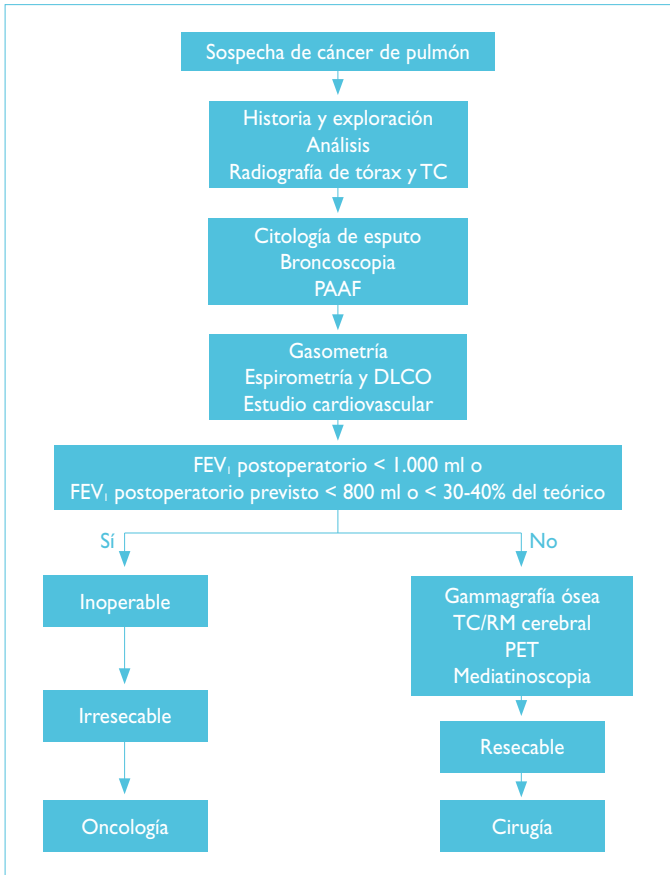 Sospecha de cáncer de pulmón
Historia y exploración
Análisis
Radiografía de tórax y TC
Citología de esputo
Broncoscopia
PAAF
Gasometría
Espirometría y DLCO
Estudio cardiovascular
FEV₁ postoperatorio < 1.000 ml o
FEV₁ postoperatorio previsto < 800 ml o < 30-40% del teórico
Sí
No
Inoperable
Gammagrafía ósea
TC/RM cerebral
PET
Mediatinoscopia
Irresecable
Resecable
Oncología
Cirugía